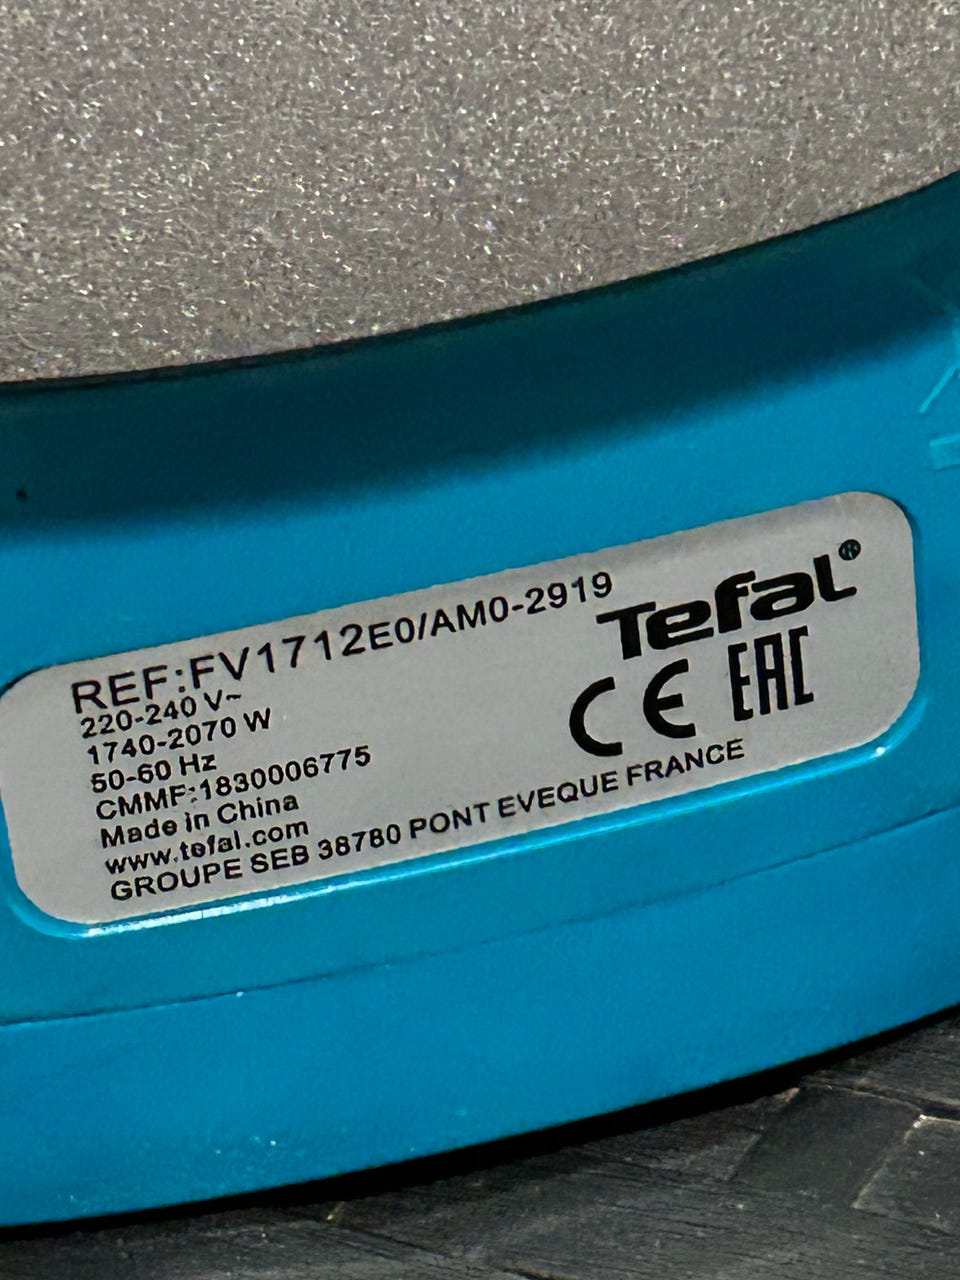 REF:FV1712E0/AM0-2919
220-240 V~
1740-2070 W
50-60 Hz
CMMF:1830006775
Made in China
www.tefal.com
GROUPE SEB 38780 PONT EVEQUE FRANCE
Tefal®
CE EAC